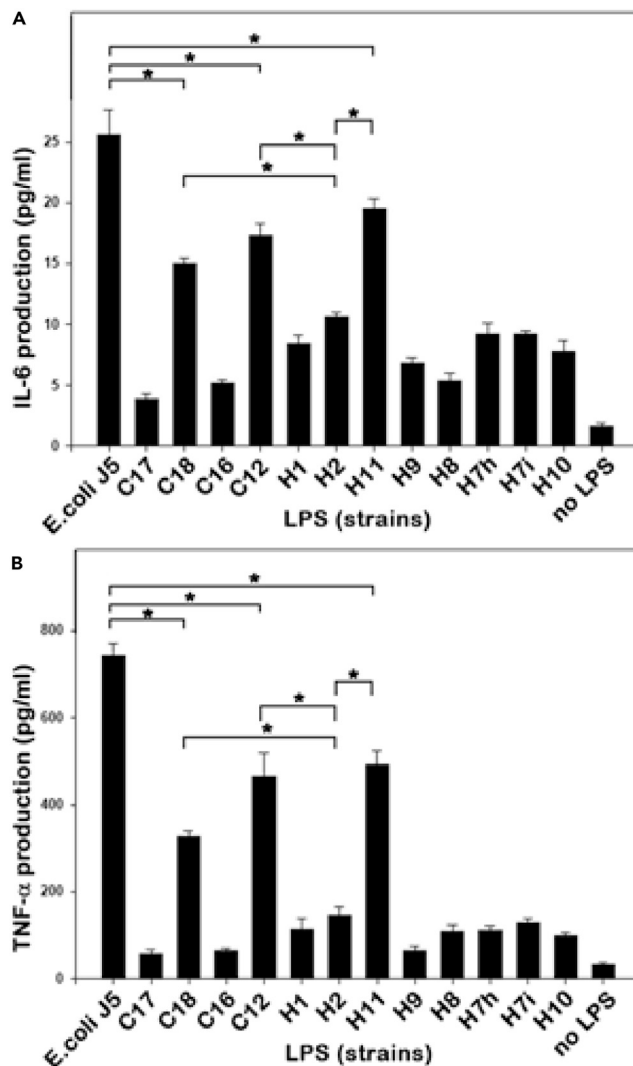 A
*
*
*
*
*
*
IL-6 production (pg/ml)
25
20
15
10
5
0
E.coli J5 C17 C18 C16 C12 H1 H2 H11 H9 H8 H7h H7i H10 no LPS
LPS (strains)
B
*
*
*
*
*
*
TNF-α production (pg/ml)
800
600
400
200
0
E.coli J5 C17 C18 C16 C12 H1 H2 H11 H9 H8 H7h H7i H10 no LPS
LPS (strains)